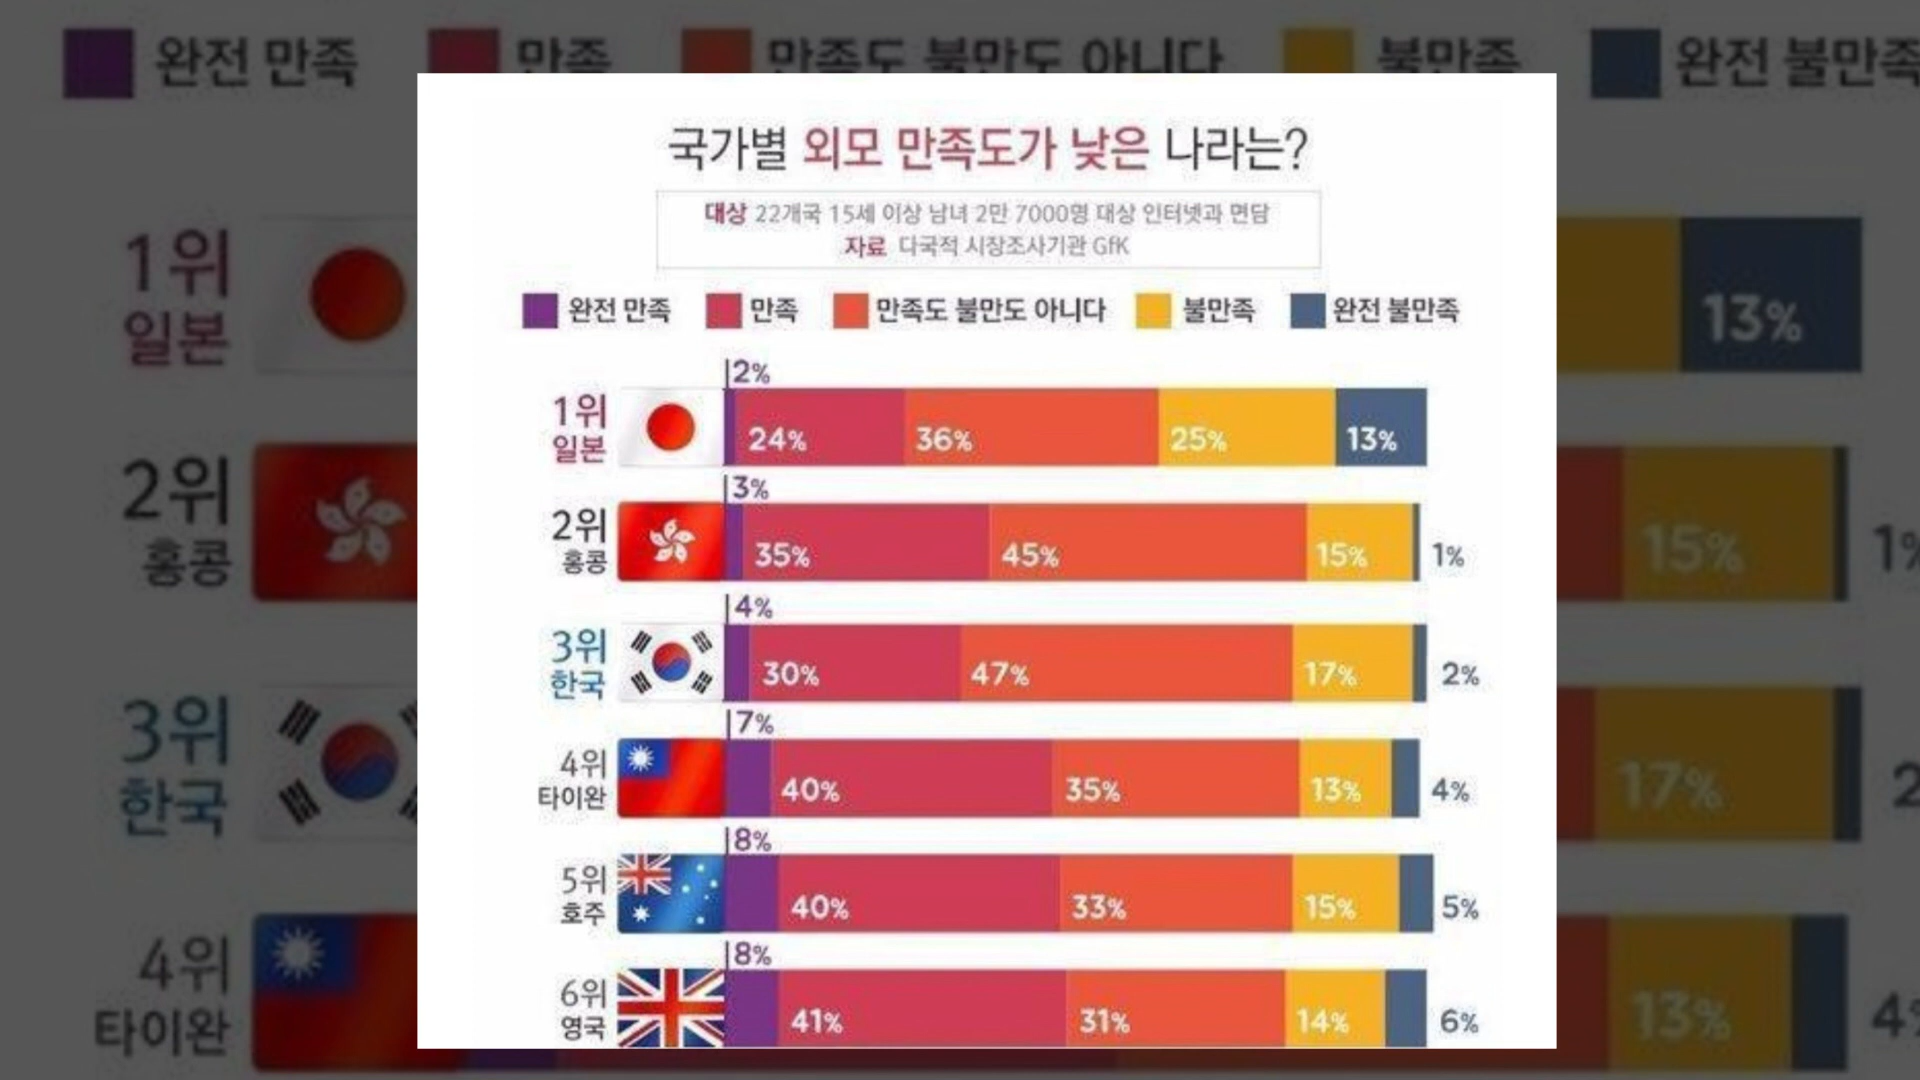 국가별 외모 만족도가 낮은 나라는?
대상 22개국 15세 이상 남녀 2만 7000명 대상 인터넷과 면담
자료 다국적 시장조사기관 GfK
완전 만족 만족 만족도 불만도 아니다 불만족 완전 불만족
2%
1위
일본
24% 36% 25% 13%
3%
2위
홍콩
35% 45% 15% 1%
4%
3위
한국
30% 47% 17% 2%
7%
4위
타이완
40% 35% 13% 4%
8%
5위
호주
40% 33% 15% 5%
8%
6위
영국
41% 31% 14% 6%
완전 만족 만족 만족도 불만도 아니다 불만족 완전 불만족
1위
일본
13%
2위
홍콩
15% 1%
3위
한국
17% 2
4위
타이완
13% 4